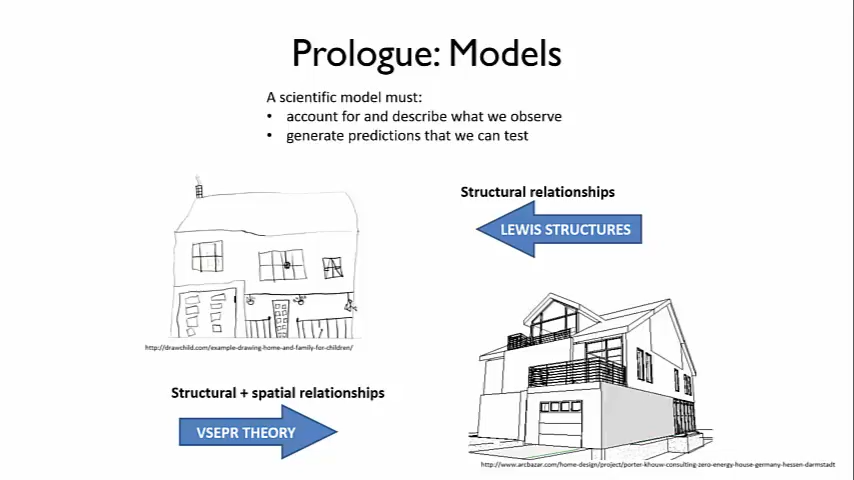 Prologue: Models
A scientific model must:
• account for and describe what we observe
• generate predictions that we can test
Structural relationships
LEWIS STRUCTURES
http://drawchild.com/example-drawing-home-and-family-for-children/
Structural + spatial relationships
VSEPR THEORY
http://www.arcbazar.com/home-design/project/porter-khouw-consulting-zero-energy-house-germany-hessen-darmstadt